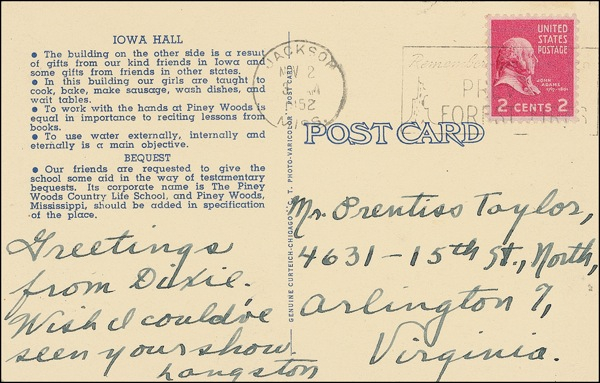 IOWA HALL
● The building on the other side is a result
of gifts from our kind friends in Iowa and
some gifts from friends in other states.
● In this building our girls are taught to
cook, bake, make sausage, wash dishes, and
wait tables.
● To work with the hands at Piney Woods is
equal in importance to reciting lessons from
books.
● To use water externally, internally and
eternally is a main objective.
BEQUEST
● Our friends are requested to give the
school some aid in the way of testamentary
bequests. Its corporate name is The Piney
Woods Country Life School, and Piney Woods,
Mississippi, should be added in specification
of the place.
Greetings
from Dixie.
Wish I could've
seen your show
Langston
GENUINE CURTEICH-CHICAGO "C. T. PHOTO-VARICOLOR" POST CARD
JACKSON
2
1952
MISS.
Remember
FOREST FIRES
UNITED
STATES
POSTAGE
JOHN
ADAMS
2 CENTS 2
POST CARD
Mr. Prentiss Taylor,
4631-15th St., North,
Arlington 7,
Virginia.